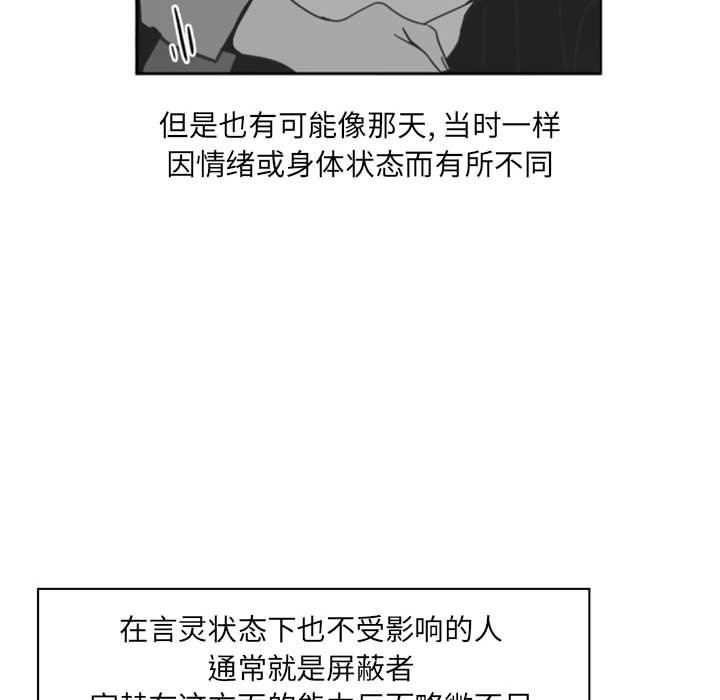 但是也有可能像那天, 当时一样
因情绪或身体状态而有所不同
在言灵状态下也不受影响的人
通常就是屏蔽者